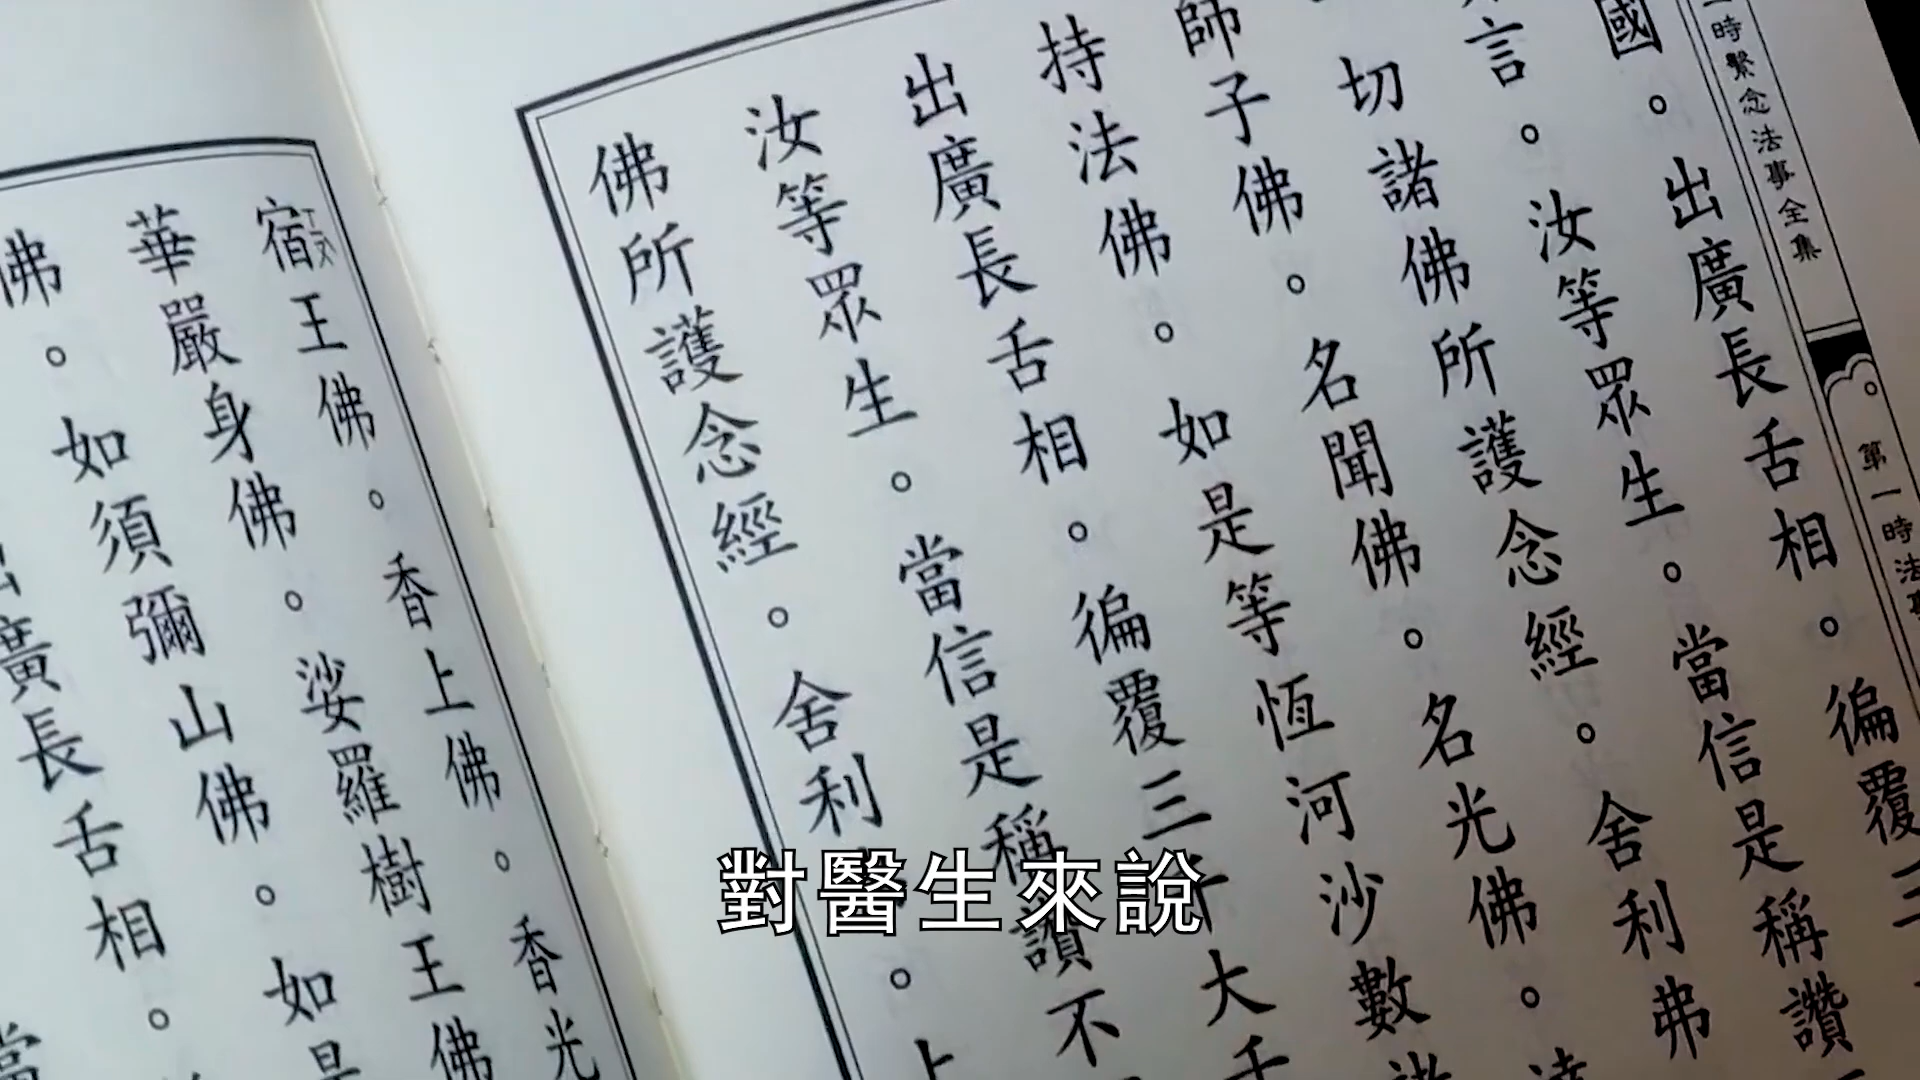 時繫念法事全集
第一時法事
國。出廣長舌相。徧覆三
言。汝等眾生。當信是稱讚
切諸佛所護念經。舍利弗
師子佛。名聞佛。名光佛。達
持法佛。如是等恆河沙數諸
出廣長舌相。徧覆三千大千
汝等眾生。當信是稱讚不
佛所護念經。舍利。上
宿王佛。香上佛。香光
華嚴身佛。娑羅樹王佛
佛。如須彌山佛。如是
出廣長舌相。
當
對醫生來說